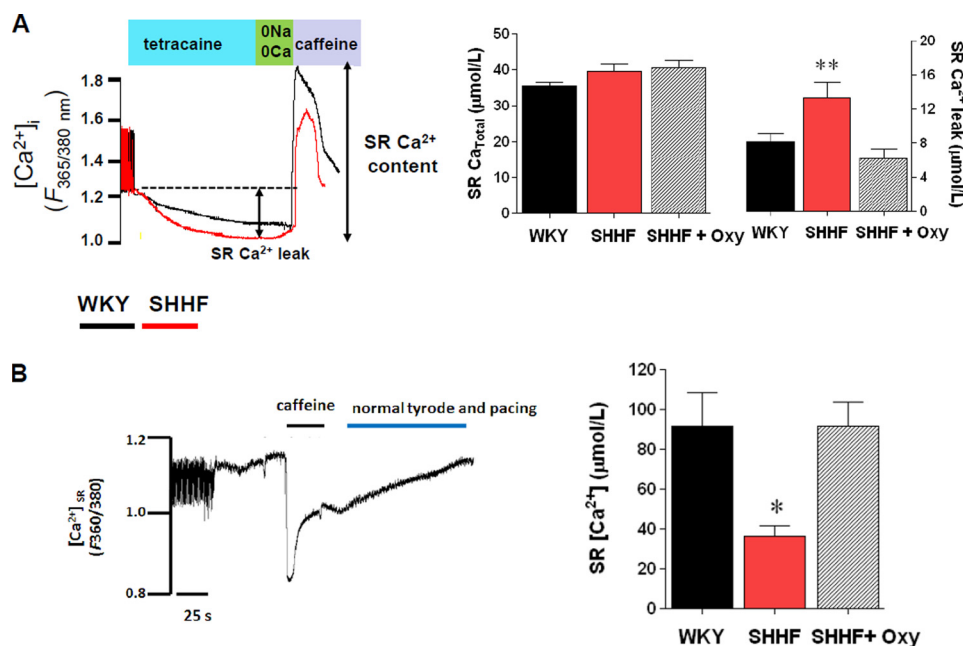 A
tetracaine
0Na
0Ca
caffeine
[Ca²⁺]i
(F365/380 nm)
1.8
1.6
1.4
1.2
1.0
SR Ca²⁺
content
SR Ca²⁺ leak
WKY SHHF
SR CaTotal (μmol/L)
50
40
30
20
10
0
WKY SHHF SHHF + Oxy
**
20
16
12
8
4
0
SR Ca²⁺ leak
(μmol/L)
WKY SHHF SHHF + Oxy
B
caffeine normal tyrode and pacing
[Ca²⁺]SR
(F360/380)
1.2
1.0
0.8
25 s
SR [Ca²⁺] (μmol/L)
120
100
80
60
40
20
0
*
WKY SHHF SHHF+ Oxy